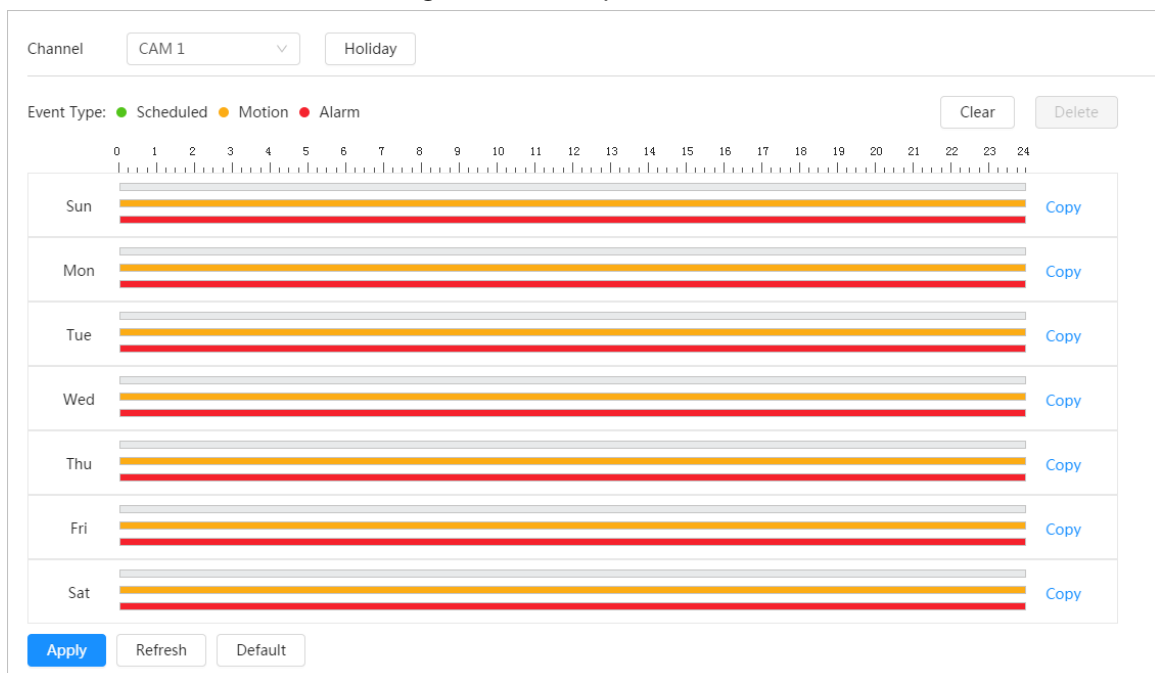 Channel CAM 1 Holiday
Event Type: Scheduled Motion Alarm Clear Delete
0 1 2 3 4 5 6 7 8 9 10 11 12 13 14 15 16 17 18 19 20 21 22 23 24
Sun Copy
Mon Copy
Tue Copy
Wed Copy
Thu Copy
Fri Copy
Sat Copy
Apply Refresh Default